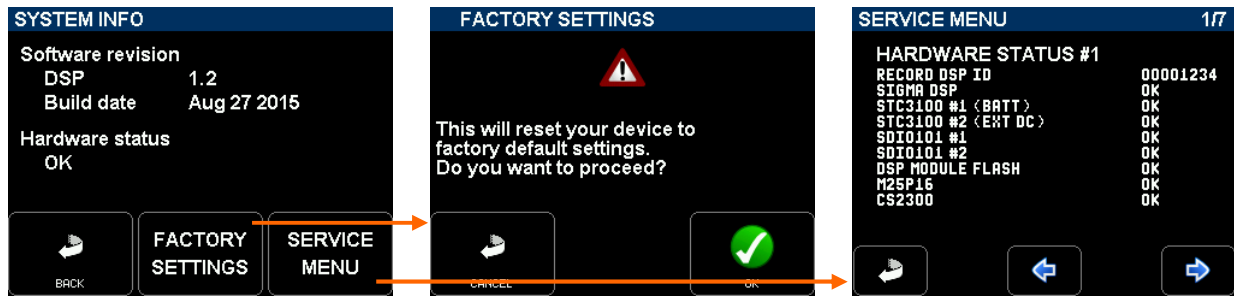 SYSTEM INFO
Software revision
DSP 1.2
Build date Aug 27 2015
Hardware status
OK
BACK
FACTORY
SETTINGS
SERVICE
MENU
FACTORY SETTINGS
This will reset your device to
factory default settings.
Do you want to proceed?
CANCEL
OK
SERVICE MENU 1/7
HARDWARE STATUS #1
RECORD DSP ID 00001234
SIGMA DSP OK
STC3100 #1 (BATT) OK
STC3100 #2 (EXT DC) OK
SDIO101 #1 OK
SDIO101 #2 OK
DSP MODULE FLASH OK
M25P16 OK
CS2300 OK